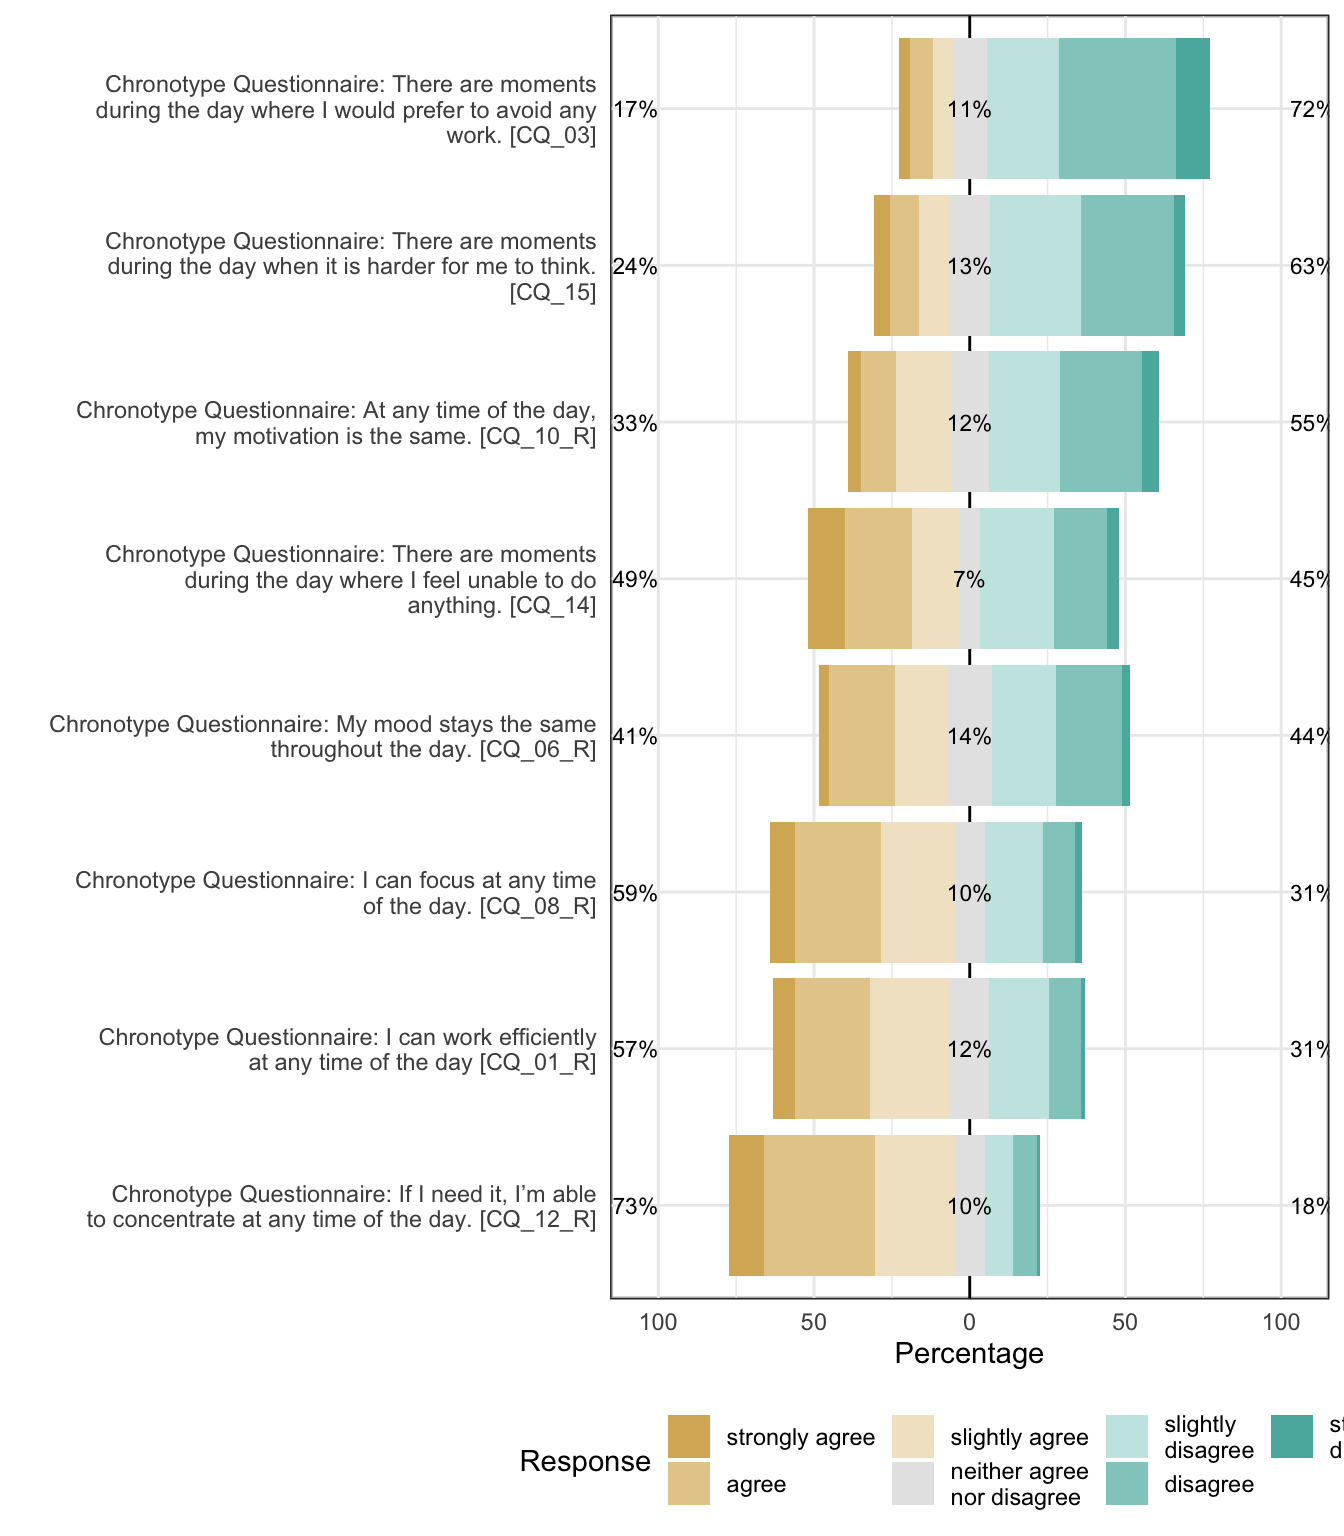 Chronotype Questionnaire: There are moments
during the day where I would prefer to avoid any
work. [CQ_03]
17%
11%
72%
Chronotype Questionnaire: There are moments
during the day when it is harder for me to think.
[CQ_15]
24%
13%
63%
Chronotype Questionnaire: At any time of the day,
my motivation is the same. [CQ_10_R]
33%
12%
55%
Chronotype Questionnaire: There are moments
during the day where I feel unable to do
anything. [CQ_14]
49%
7%
45%
Chronotype Questionnaire: My mood stays the same
throughout the day. [CQ_06_R]
41%
14%
44%
Chronotype Questionnaire: I can focus at any time
of the day. [CQ_08_R]
59%
10%
31%
Chronotype Questionnaire: I can work efficiently
at any time of the day [CQ_01_R]
57%
12%
31%
Chronotype Questionnaire: If I need it, I’m able
to concentrate at any time of the day. [CQ_12_R]
73%
10%
18%
100 50 0 50 100
Percentage
Response
strongly agree
agree
slightly agree
neither agree
nor disagree
slightly
disagree
disagree